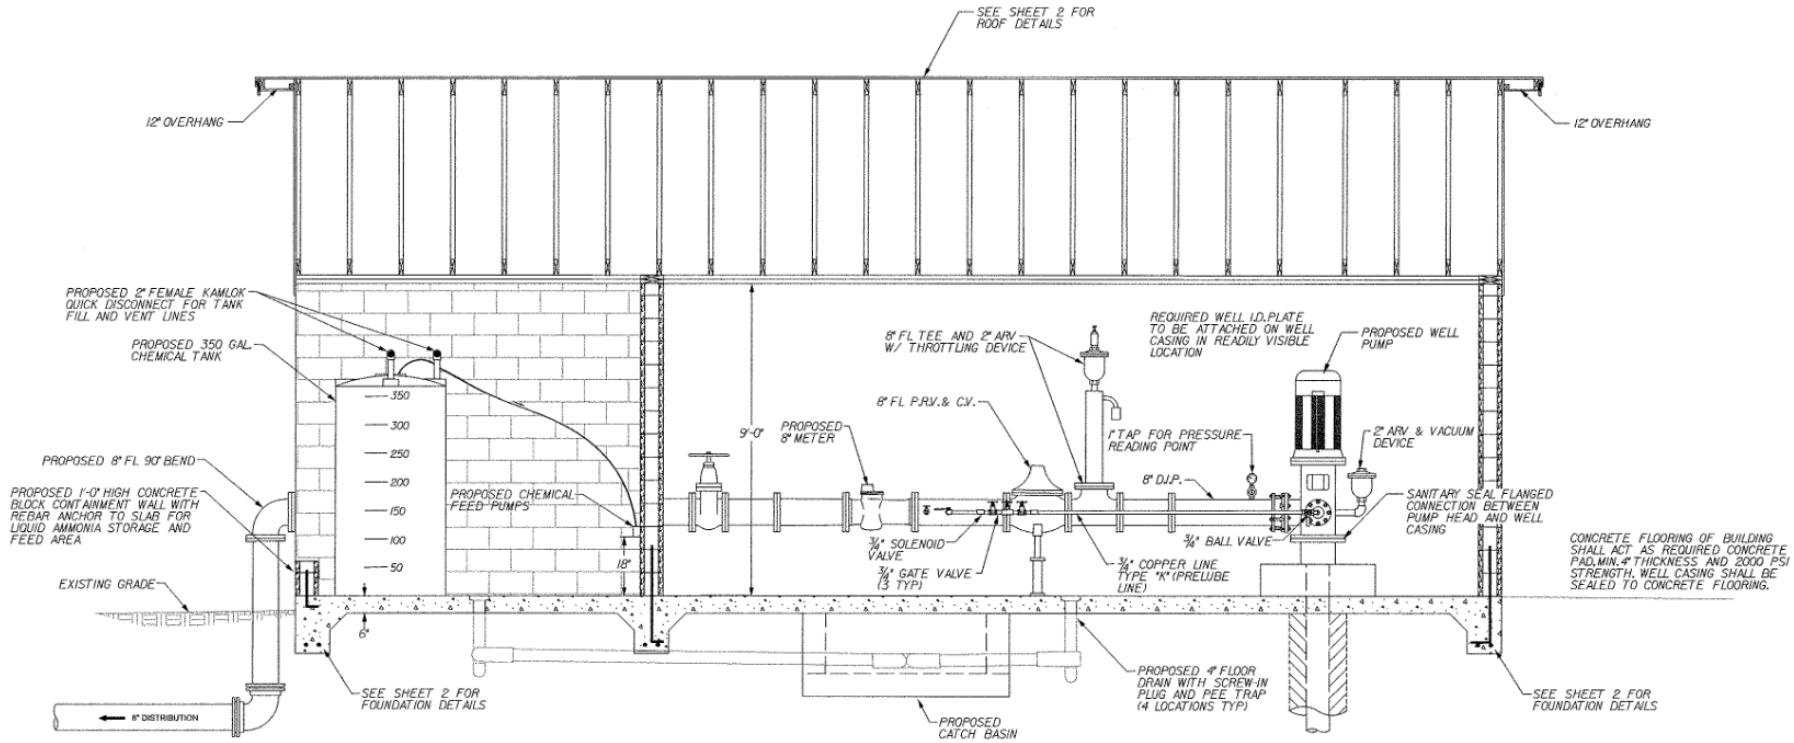 SEE SHEET 2 FOR
ROOF DETAILS
12" OVERHANG
12" OVERHANG
PROPOSED 2" FEMALE KAMLOK
QUICK DISCONNECT FOR TANK
FILL AND VENT LINES
PROPOSED 350 GAL.
CHEMICAL TANK
PROPOSED 8" FL 90° BEND
PROPOSED 1'-0" HIGH CONCRETE
BLOCK CONTAINMENT WALL WITH
REBAR ANCHOR TO SLAB FOR
LIQUID AMMONIA STORAGE AND
FEED AREA
EXISTING GRADE
350
300
250
200
150
100
50
PROPOSED CHEMICAL
FEED PUMPS
18"
6"
9'-0"
PROPOSED
8" METER
8" FL TEE AND 2" ARV
W/ THROTTLING DEVICE
8" FL P.R.V. & C.V.
REQUIRED WELL I.D. PLATE
TO BE ATTACHED ON WELL
CASING IN READILY VISIBLE
LOCATION
PROPOSED WELL
PUMP
1" TAP FOR PRESSURE
READING POINT
8" D.I.P.
2" ARV & VACUUM
DEVICE
SANITARY SEAL FLANGED
CONNECTION BETWEEN
PUMP HEAD AND WELL
CASING
3/4" SOLENOID
VALVE
3/4" GATE VALVE
(3 TYP)
3/4" COPPER LINE
TYPE "K" (PRELUBE
LINE)
3/4" BALL VALVE
CONCRETE FLOORING OF BUILDING
SHALL ACT AS REQUIRED CONCRETE
PAD. MIN. 4" THICKNESS AND 2000 PSI
STRENGTH. WELL CASING SHALL BE
SEALED TO CONCRETE FLOORING.
SEE SHEET 2 FOR
FOUNDATION DETAILS
PROPOSED 4" FLOOR
DRAIN WITH SCREW-IN
PLUG AND PEE TRAP
(4 LOCATIONS TYP)
PROPOSED
CATCH BASIN
SEE SHEET 2 FOR
FOUNDATION DETAILS
8" DISTRIBUTION